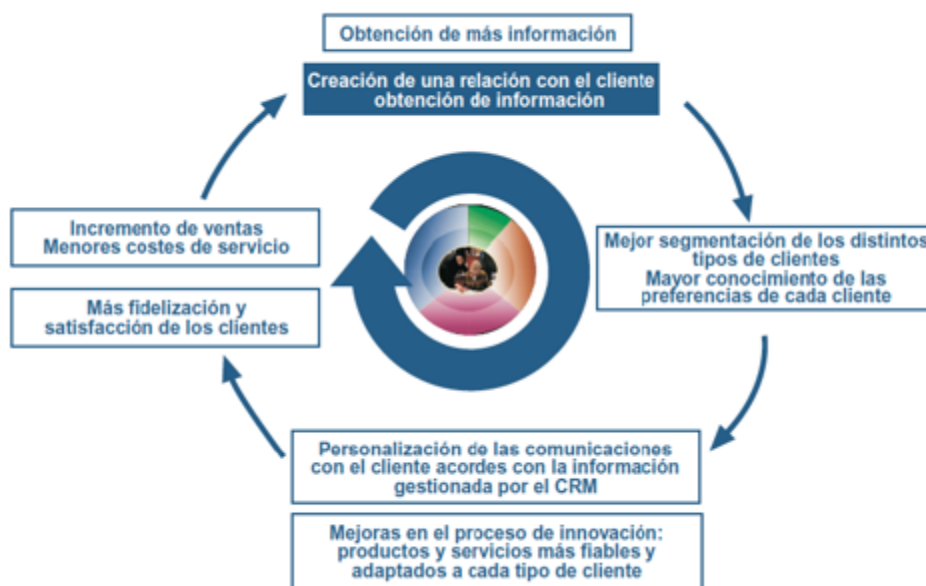 Obtención de más información
Creación de una relación con el cliente
obtención de información
Mejor segmentación de los distintos
tipos de clientes
Mayor conocimiento de las
preferencias de cada cliente
Personalización de las comunicaciones
con el cliente acordes con la información
gestionada por el CRM
Mejoras en el proceso de innovación:
productos y servicios más fiables y
adaptados a cada tipo de cliente
Más fidelización y
satisfacción de los clientes
Incremento de ventas
Menores costes de servicio